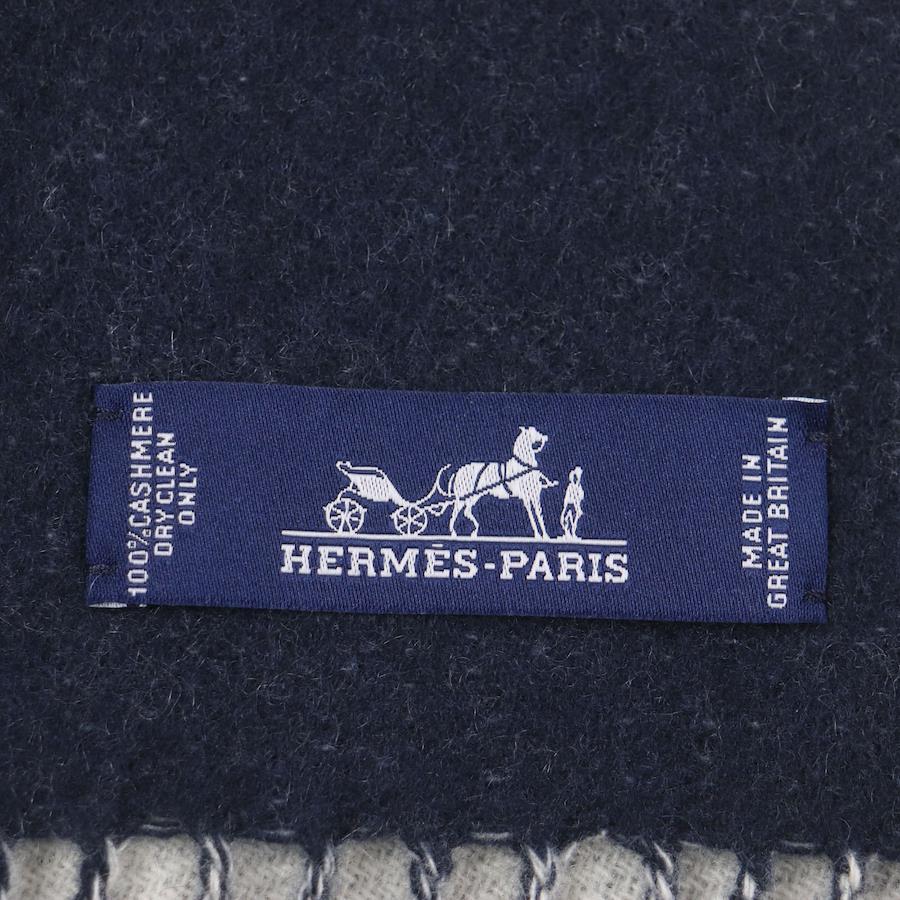 100% CASHMERE
DRY CLEAN
ONLY
HERMÈS-PARIS
MADE IN
GREAT BRITAIN